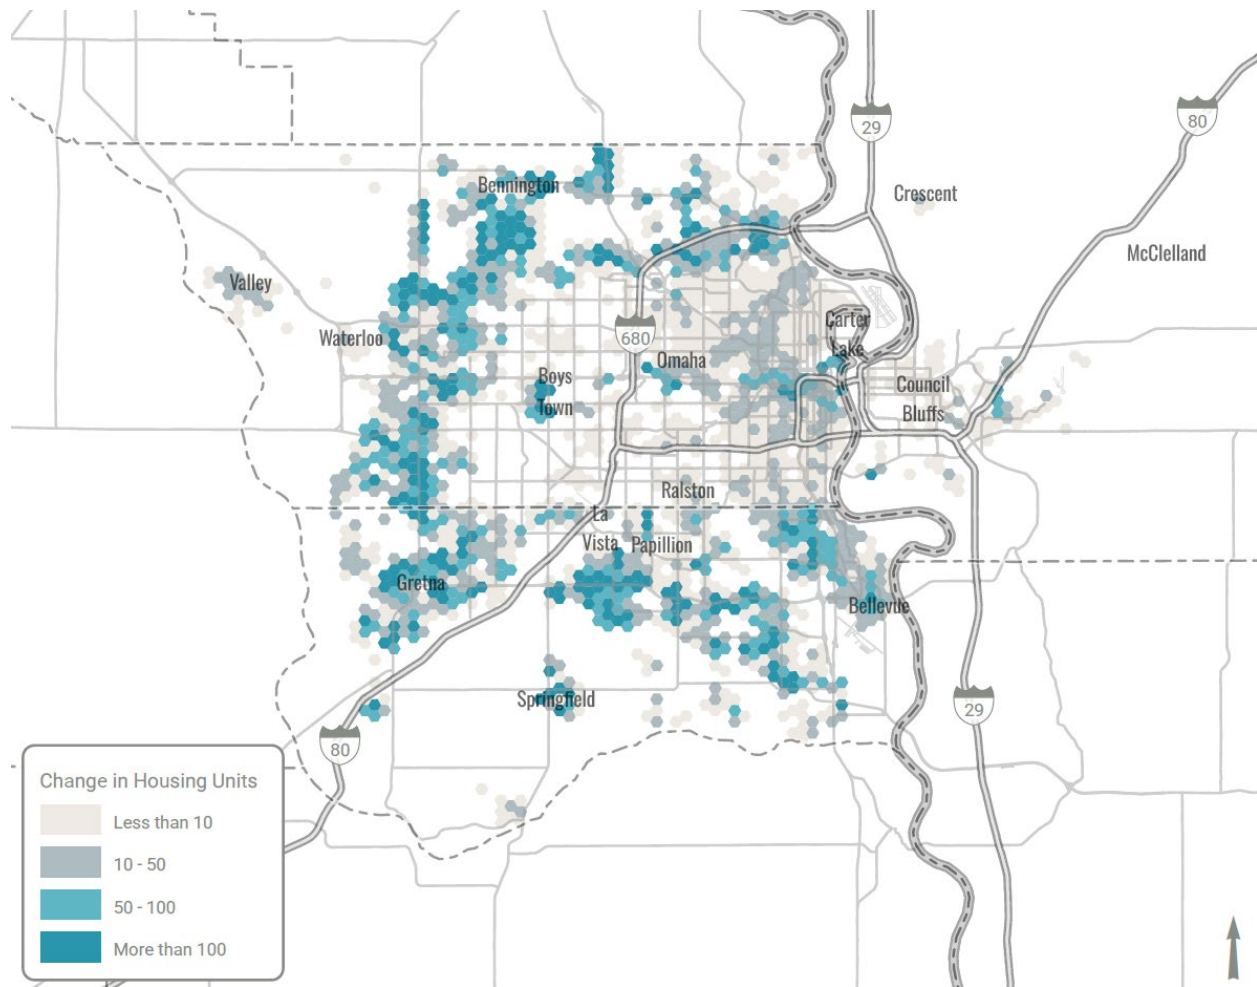 29
80
Bennington
Crescent
McClelland
Valley
Waterloo
680
Carter
Lake
Omaha
Boys
Town
Council
Bluffs
Ralston
La
Vista
Papillion
Gretna
Bellevue
Springfield
29
80
Change in Housing Units
Less than 10
10 - 50
50 - 100
More than 100